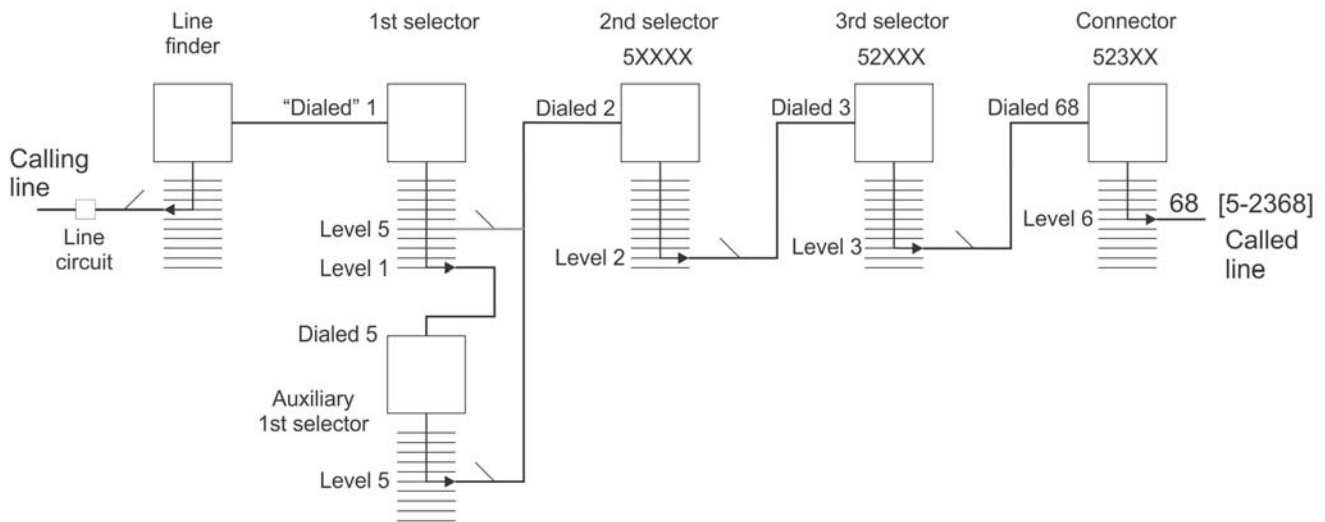 Line
finder
1st selector
2nd selector
5XXXX
3rd selector
52XXX
Connector
523XX
“Dialed” 1
Dialed 2
Dialed 3
Dialed 68
Calling
line
Line
circuit
Level 5
Level 1
Level 2
Level 3
Level 6
68 [5-2368]
Called
line
Dialed 5
Auxiliary
1st selector
Level 5